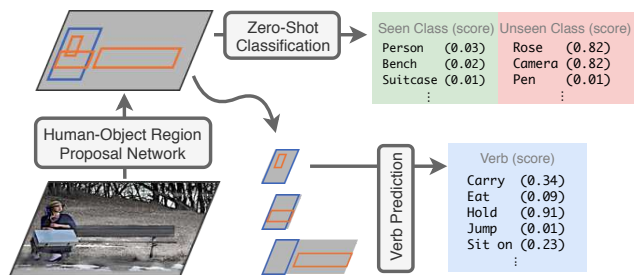 Zero-Shot
Classification
Seen Class (score)
Person (0.03)
Bench (0.02)
Suitcase (0.01)
⋮
Unseen Class (score)
Rose (0.82)
Camera (0.82)
Pen (0.01)
⋮
Human-Object Region
Proposal Network
Verb Prediction
Verb (score)
Carry (0.34)
Eat (0.09)
Hold (0.91)
Jump (0.01)
Sit on (0.23)
⋮